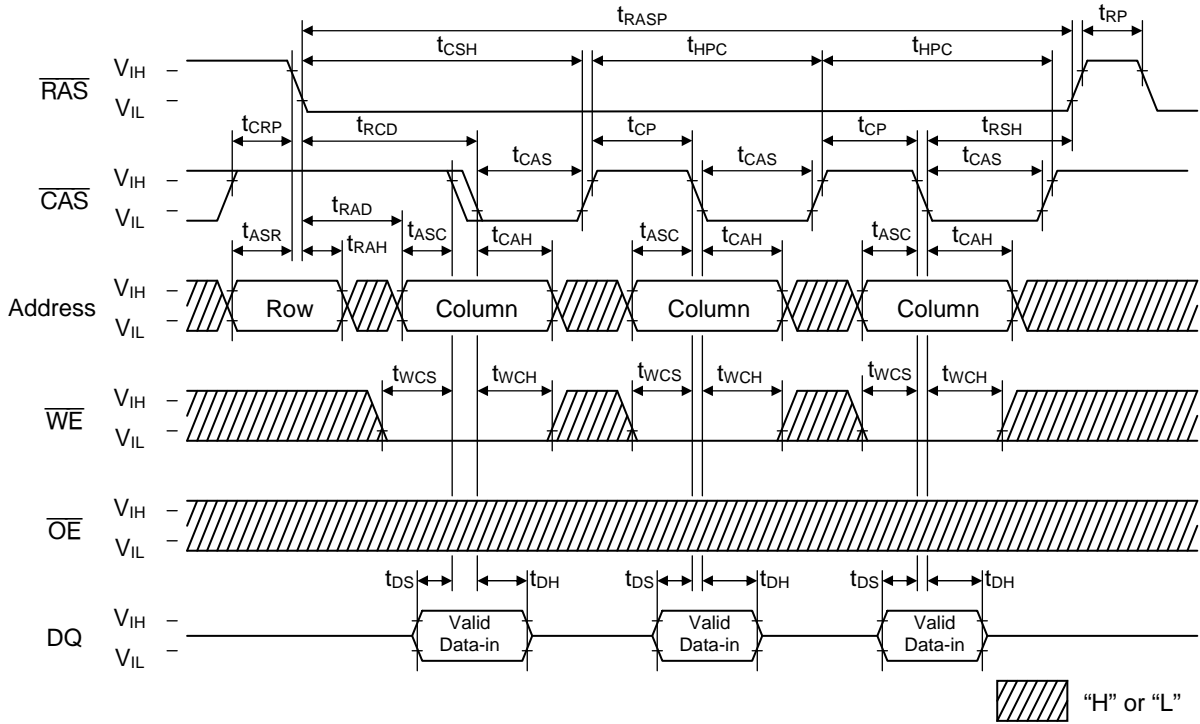 tRASP tRP
tCSH tHPC tHPC
RAS VIH
VIL
tCRP tRCD tCP tCP tRSH
tCAS tCAS tCAS
CAS VIH
VIL
tRAD
tASR tRAH tASC tCAH tASC tCAH tASC tCAH
Address VIH
VIL
Row Column Column Column
tWCS tWCH tWCS tWCH tWCS tWCH
WE VIH
VIL
OE VIH
VIL
tDS tDH tDS tDH tDS tDH
DQ VIH
VIL
Valid Valid Valid
Data-in Data-in Data-in
“H” or “L”